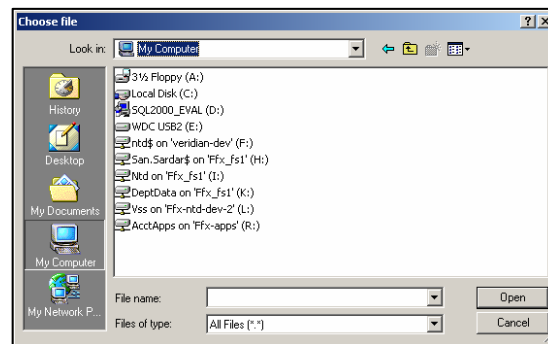 Choose file
Look in:
My Computer
3½ Floppy (A:)
Local Disk (C:)
SQL2000_EVAL (D:)
WDC USB2 (E:)
ntd$ on 'veridian-dev' (F:)
San.Sardar$ on 'Ffx_fs1' (H:)
Ntd on 'Ffx_fs1' (I:)
DeptData on 'Ffx_fs1' (K:)
Vss on 'Ffx-ntd-dev-2' (L:)
AcctApps on 'Ffx-apps' (R:)
History
Desktop
My Documents
My Computer
My Network P...
File name:
Open
Files of type:
All Files (*.*)
Cancel